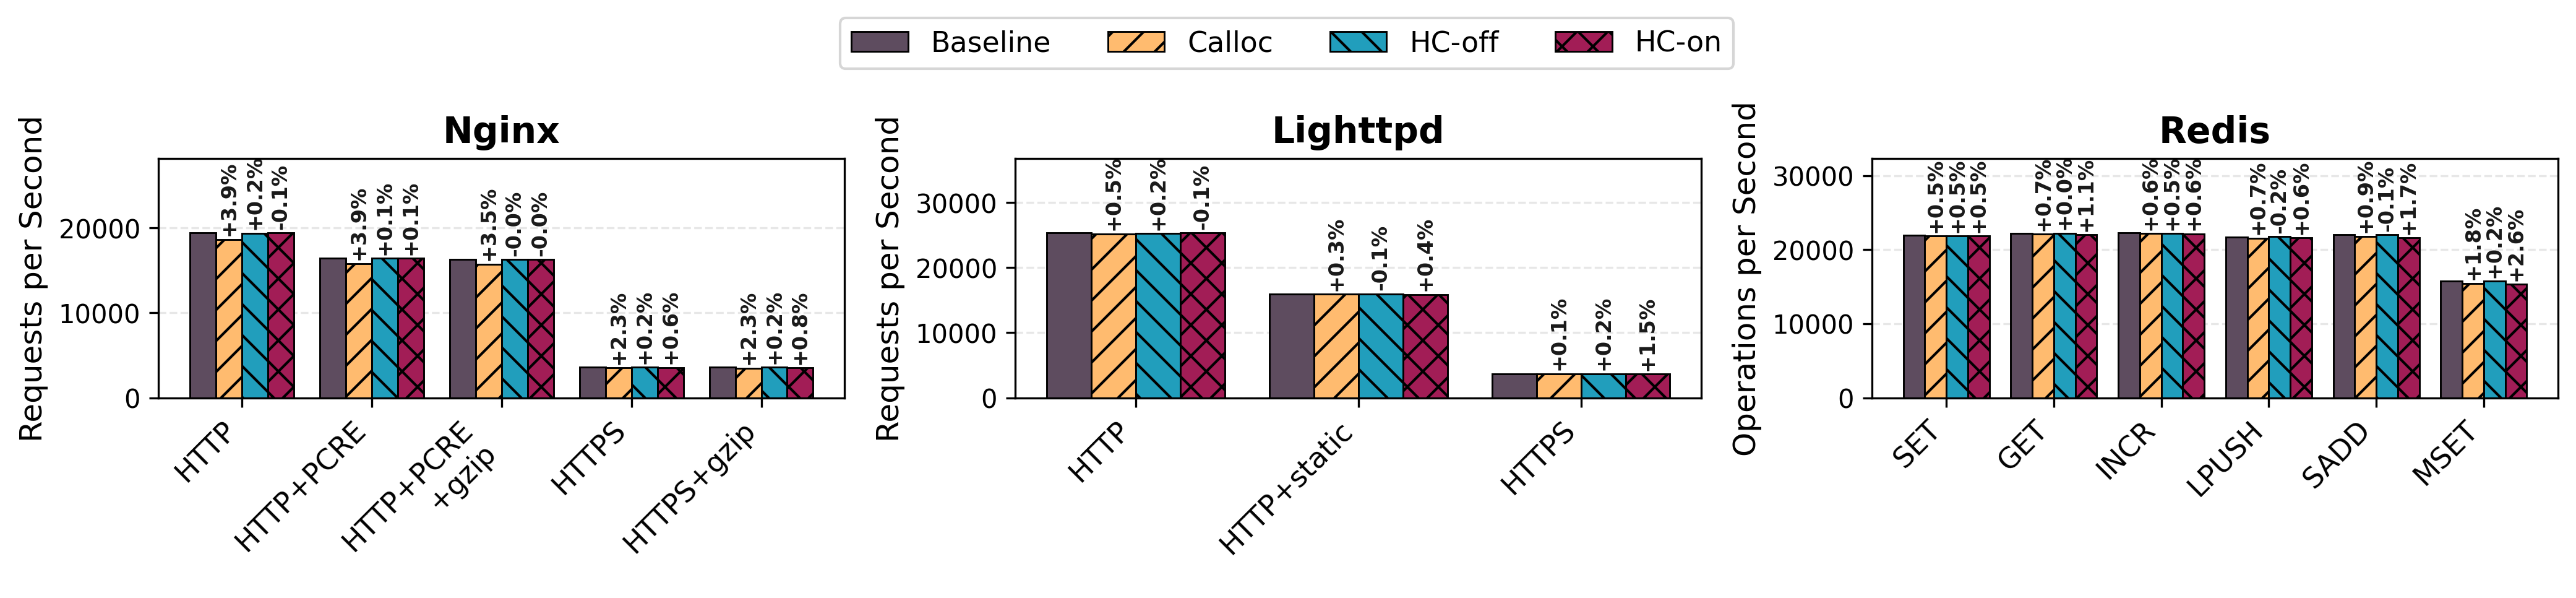 Baseline Calloc HC-off HC-on
Nginx
Requests per Second
20000
10000
0
+3.9% +0.2% -0.1%
+3.9% +0.1% +0.1%
+3.5% -0.0% -0.0%
+2.3% +0.2% +0.6%
+2.3% +0.2% +0.8%
HTTP
HTTP+PCRE
HTTP+PCRE
+gzip
HTTPS
HTTPS+gzip
Lighttpd
Requests per Second
30000
20000
10000
0
+0.5% +0.2% -0.1%
+0.3% -0.1% +0.4%
+0.1% +0.2% +1.5%
HTTP
HTTP+static
HTTPS
Redis
Operations per Second
30000
20000
10000
0
+0.5% +0.5% +0.5%
+0.7% +0.0% +1.1%
+0.6% +0.5% +0.6%
+0.7% -0.2% +0.6%
+0.9% -0.1% +1.7%
+1.8% +0.2% +2.6%
SET
GET
INCR
LPUSH
SADD
MSET